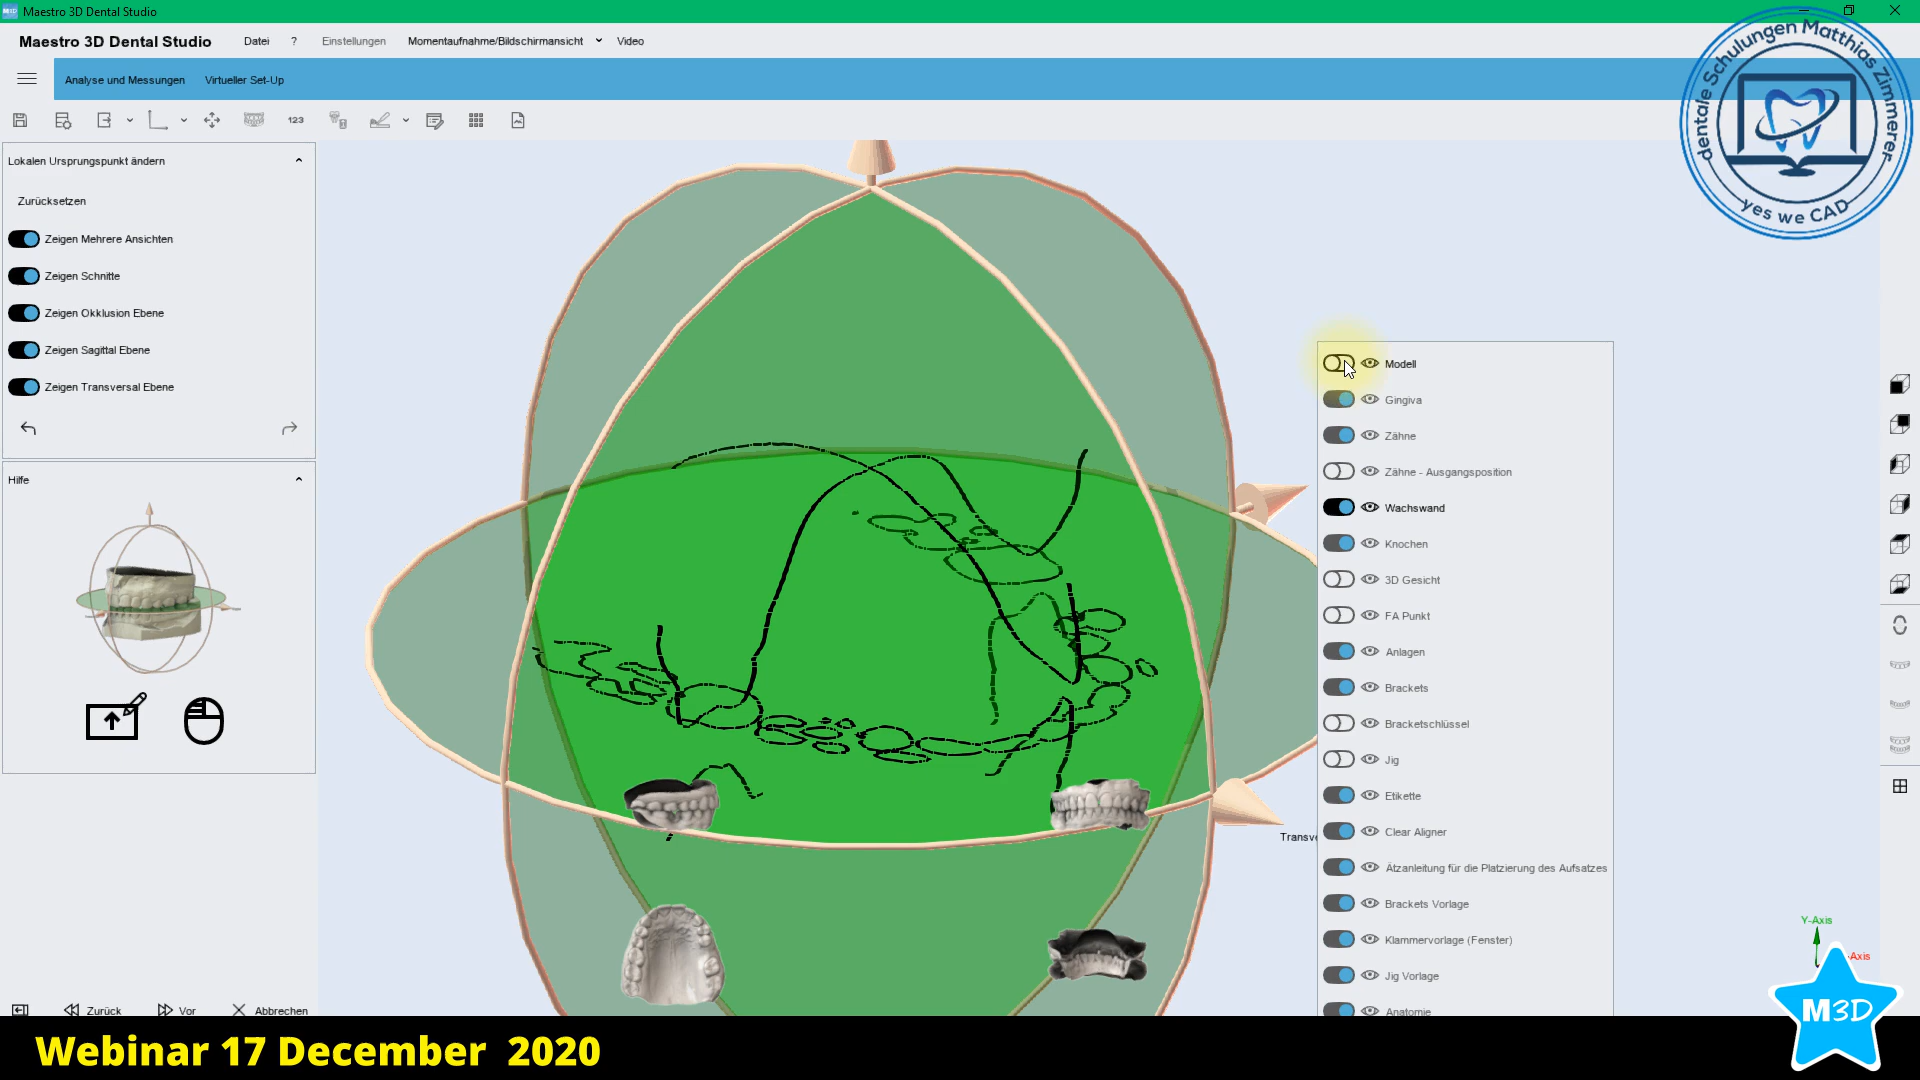 Maestro 3D Dental Studio
Maestro 3D Dental Studio
Datei
?
Einstellungen
Momentaufnahme/Bildschirmansicht
Video
Analyse und Messungen
Virtueller Set-Up
123
dentale Schulungen Matthias Zimmerer
yes we CAD
Lokalen Ursprungspunkt ändern
Zurücksetzen
Zeigen Mehrere Ansichten
Zeigen Schnitte
Zeigen Okklusion Ebene
Zeigen Sagittal Ebene
Zeigen Transversal Ebene
Hilfe
Modell
Gingiva
Zähne
Zähne - Ausgangsposition
Wachswand
Knochen
3D Gesicht
FA Punkt
Anlagen
Brackets
Bracketschlüssel
Jig
Etikette
Clear Aligner
Ätzanleitung für die Platzierung des Aufsatzes
Brackets Vorlage
Klammervorlage (Fenster)
Jig Vorlage
Anatomie
Transve
Y-Axis
-Axis
M3D
Zurück
Vor
Abbrechen
Webinar 17 December 2020